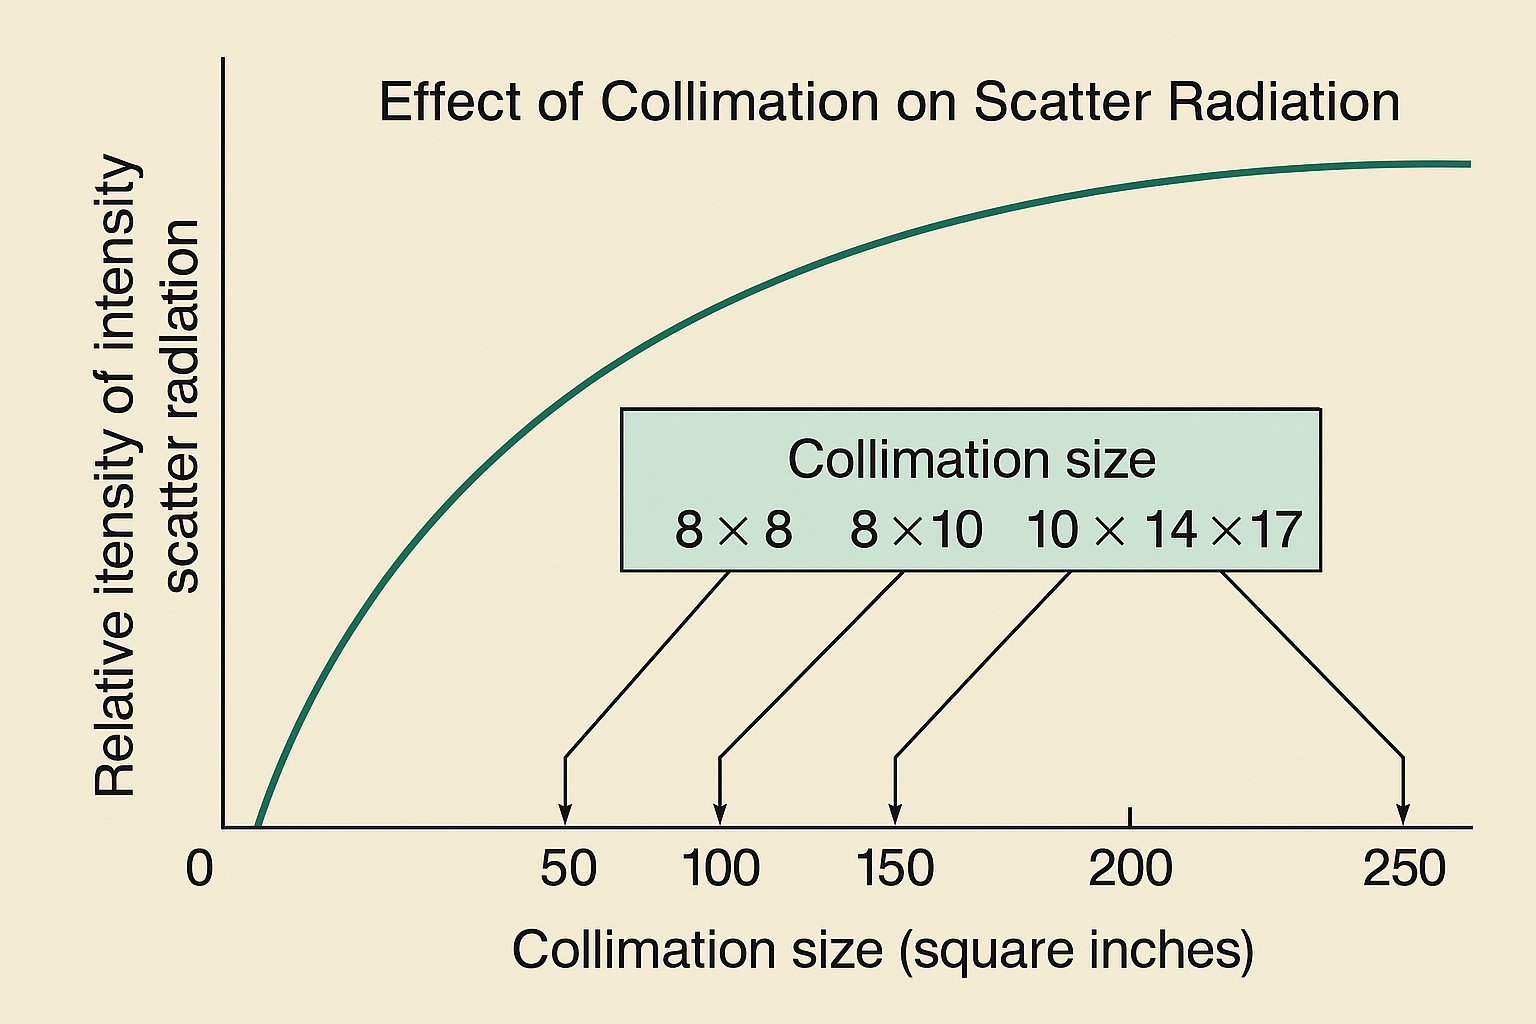 Effect of Collimation on Scatter Radiation
Relative itensity of intensity
scatter radiation
Collimation size
8 × 8 8 ×10 10 × 14 ×17
0 50 100 150 200 250
Collimation size (square inches)